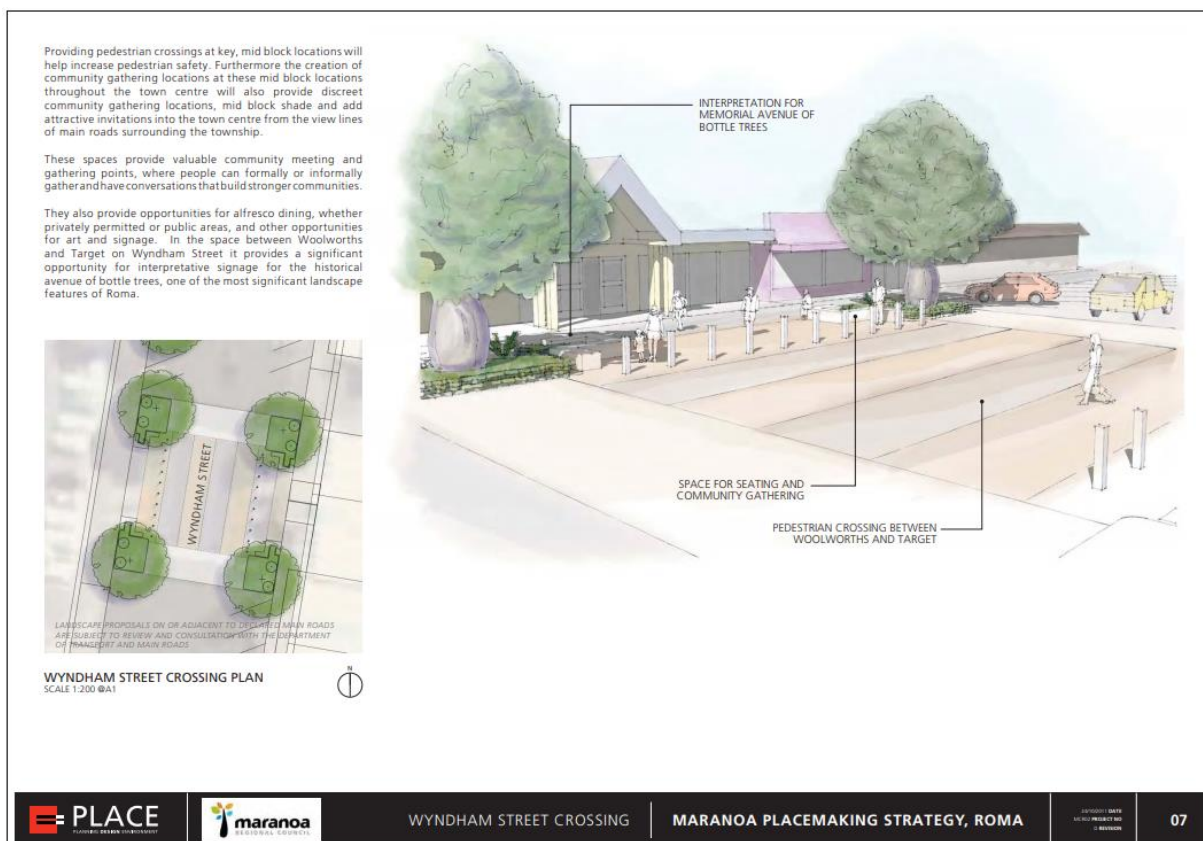 Providing pedestrian crossings at key, mid block locations will
help increase pedestrian safety. Furthermore the creation of
community gathering locations at these mid block locations
throughout the town centre will also provide discreet
community gathering locations, mid block shade and add
attractive invitations into the town centre from the view lines
of main roads surrounding the township.
These spaces provide valuable community meeting and
gathering points, where people can formally or informally
gather and have conversations that build stronger communities.
They also provide opportunities for alfresco dining, whether
privately permitted or public areas, and other opportunities
for art and signage. In the space between Woolworths
and Target on Wyndham Street it provides a significant
opportunity for interpretative signage for the historical
avenue of bottle trees, one of the most significant landscape
features of Roma.
INTERPRETATION FOR
MEMORIAL AVENUE OF
BOTTLE TREES
SPACE FOR SEATING AND
COMMUNITY GATHERING
PEDESTRIAN CROSSING BETWEEN
WOOLWORTHS AND TARGET
WYNDHAM STREET
LANDSCAPE PROPOSALS ON OR ADJACENT TO DECLARED MAIN ROADS
ARE SUBJECT TO REVIEW AND CONSULTATION WITH THE DEPARTMENT
OF TRANSPORT AND MAIN ROADS
WYNDHAM STREET CROSSING PLAN
SCALE 1:200 @A1
N
PLACE
PLANNING DESIGN ENVIRONMENT
maranoa
REGIONAL COUNCIL
WYNDHAM STREET CROSSING
MARANOA PLACEMAKING STRATEGY, ROMA
DATE
PROJECT NO
REVISION
07